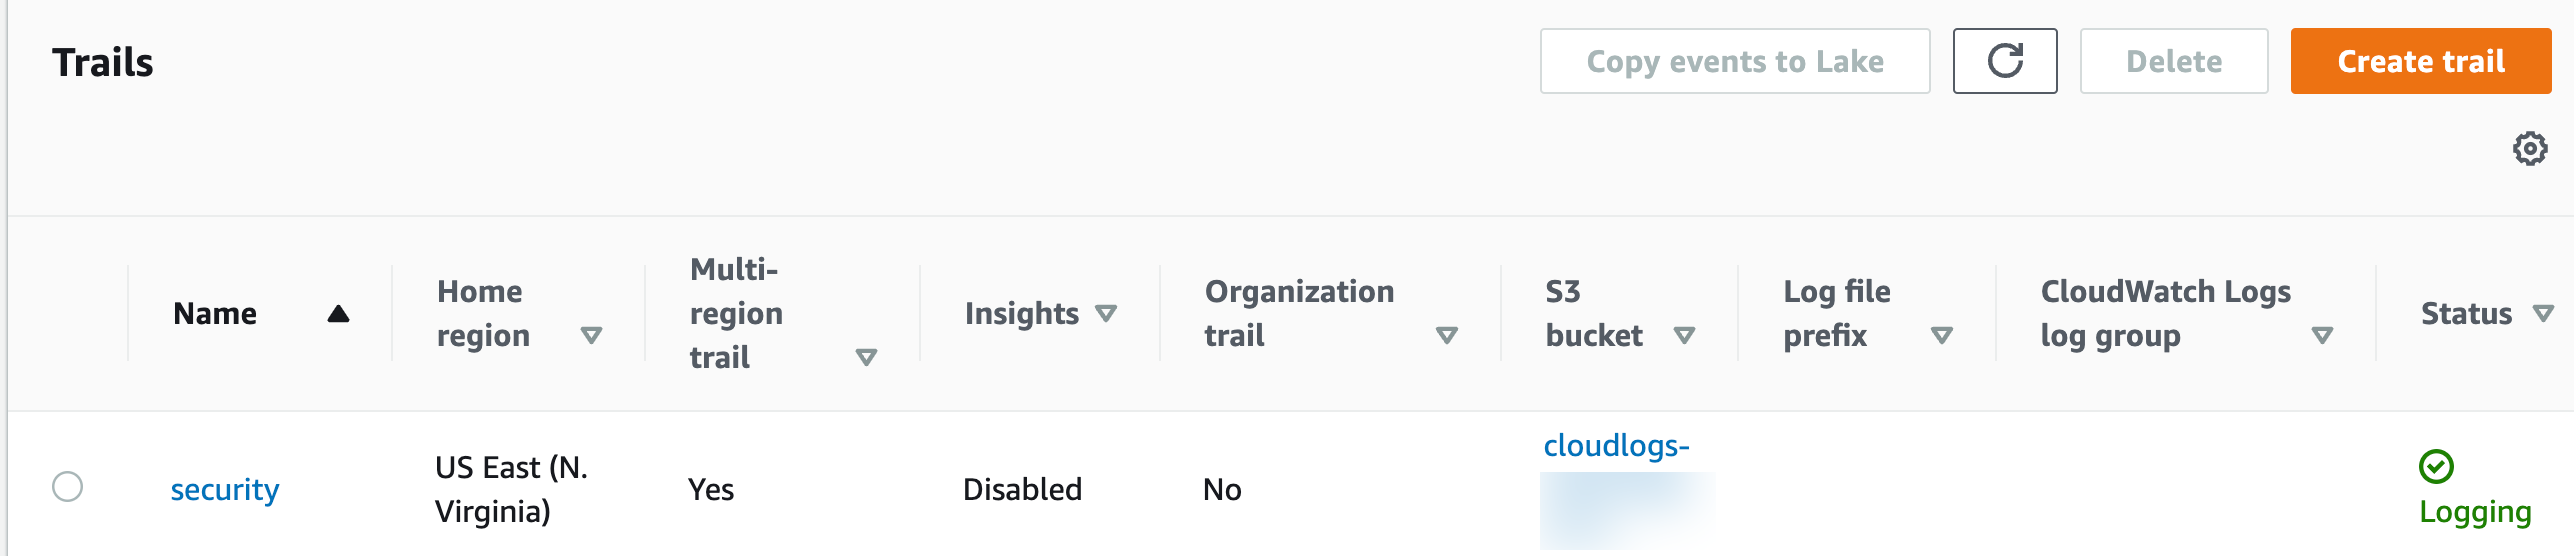 Trails
Copy events to Lake
Delete
Create trail
Name
Home
region
Multi-
region
trail
Insights
Organization
trail
S3
bucket
Log file
prefix
CloudWatch Logs
log group
Status
security
US East (N.
Virginia)
Yes
Disabled
No
cloudlogs-
Logging